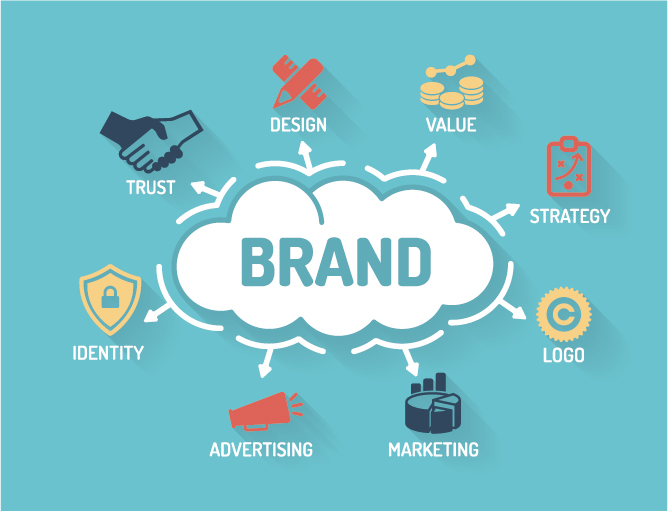 DESIGN
VALUE
TRUST
STRATEGY
BRAND
IDENTITY
LOGO
ADVERTISING
MARKETING